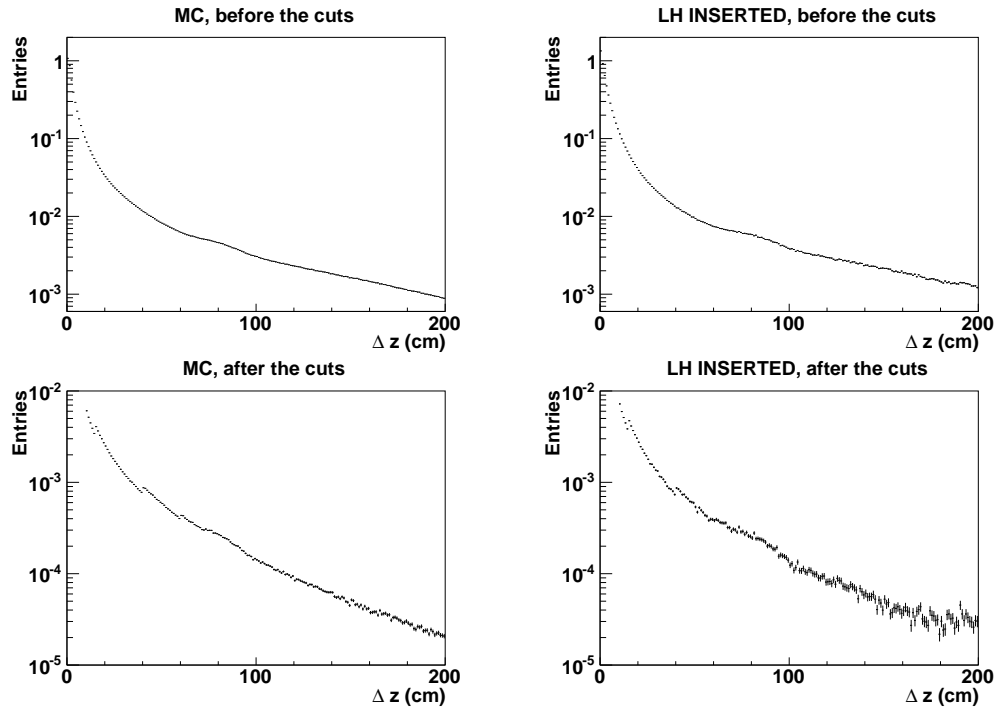 MC, before the cuts
Entries
1
10⁻¹
10⁻²
10⁻³
0 100 200
Δ z (cm)
LH INSERTED, before the cuts
Entries
1
10⁻¹
10⁻²
10⁻³
0 100 200
Δ z (cm)
MC, after the cuts
Entries
10⁻²
10⁻³
10⁻⁴
10⁻⁵
0 100 200
Δ z (cm)
LH INSERTED, after the cuts
Entries
10⁻²
10⁻³
10⁻⁴
10⁻⁵
0 100 200
Δ z (cm)